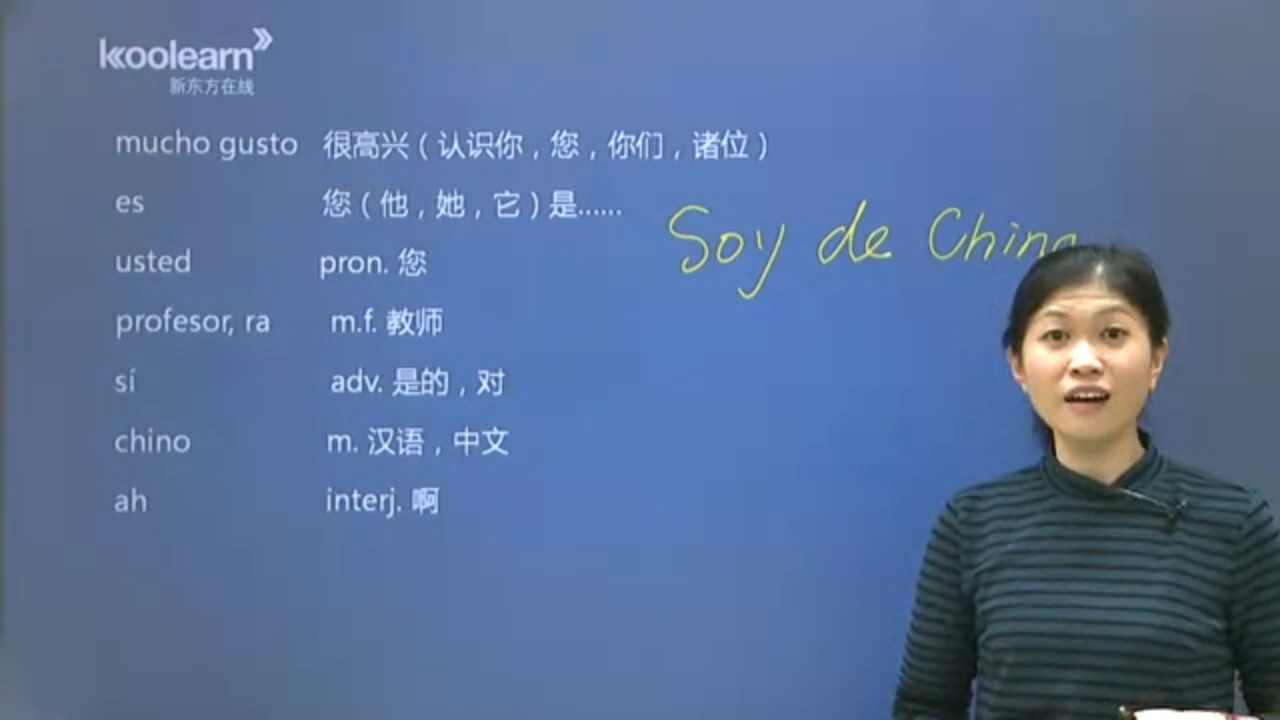 koolearn
新东方在线
mucho gusto 很高兴（认识你，您，你们，诸位）
es 您（他，她，它）是......
Soy de China
usted pron. 您
profesor, ra m.f. 教师
sí adv. 是的，对
chino m. 汉语，中文
ah interj. 啊